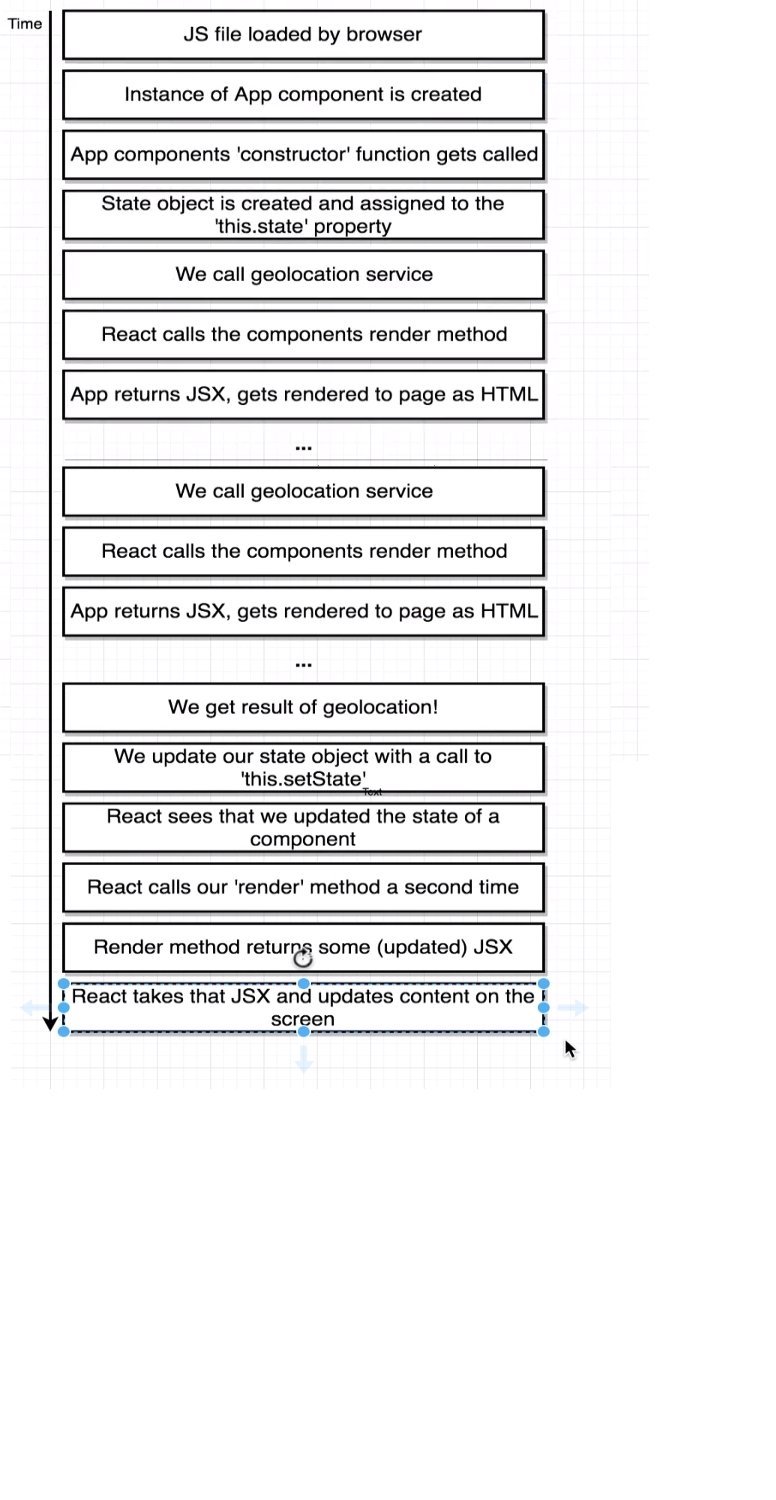 Time
JS file loaded by browser
Instance of App component is created
App components 'constructor' function gets called
State object is created and assigned to the
'this.state' property
We call geolocation service
React calls the components render method
App returns JSX, gets rendered to page as HTML
...
We call geolocation service
React calls the components render method
App returns JSX, gets rendered to page as HTML
...
We get result of geolocation!
We update our state object with a call to
'this.setState'
Text
React sees that we updated the state of a
component
React calls our 'render' method a second time
Render method returns some (updated) JSX
React takes that JSX and updates content on the
screen